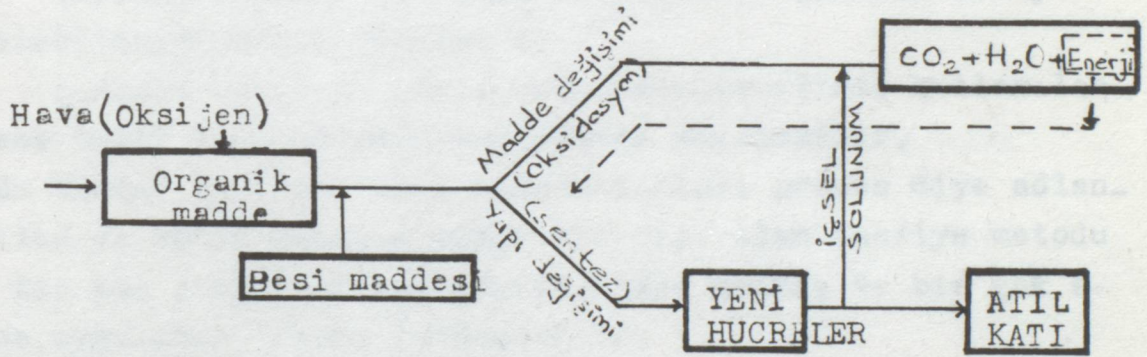 Hava(Oksijen)
Organik
madde
Besi maddesi
Madde değişimi
(Oksidasyon)
Yapı değişimi
(Sentez)
CO₂+H₂O+Enerji
İÇSEL
SOLUNUM
YENİ
HÜCRELER
ATIL
KATI